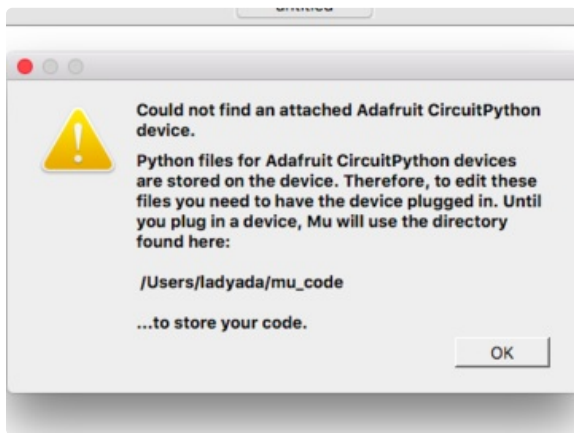 untitled
Could not find an attached Adafruit CircuitPython
device.
Python files for Adafruit CircuitPython devices
are stored on the device. Therefore, to edit these
files you need to have the device plugged in. Until
you plug in a device, Mu will use the directory
found here:
/Users/ladyada/mu_code
...to store your code.
OK